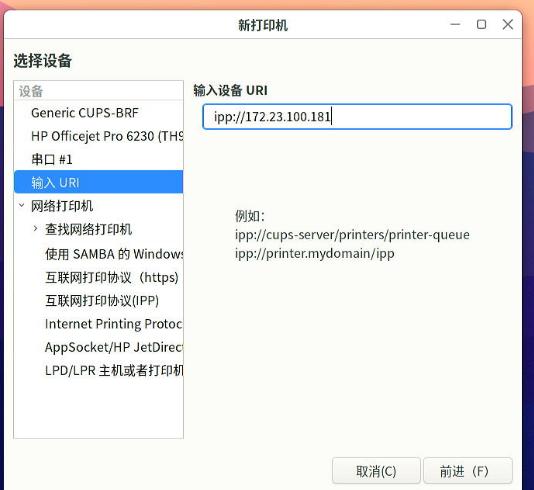 新打印机
选择设备
设备
Generic CUPS-BRF
HP Officejet Pro 6230 (TH9
串口 #1
输入 URI
网络打印机
查找网络打印机
使用 SAMBA 的 Windows
互联网打印协议（https)
互联网打印协议(IPP)
Internet Printing Protoc
AppSocket/HP JetDirect
LPD/LPR 主机或者打印机
输入设备 URI
ipp://172.23.100.181
例如：
ipp://cups-server/printers/printer-queue
ipp://printer.mydomain/ipp
取消(C)
前进（F）